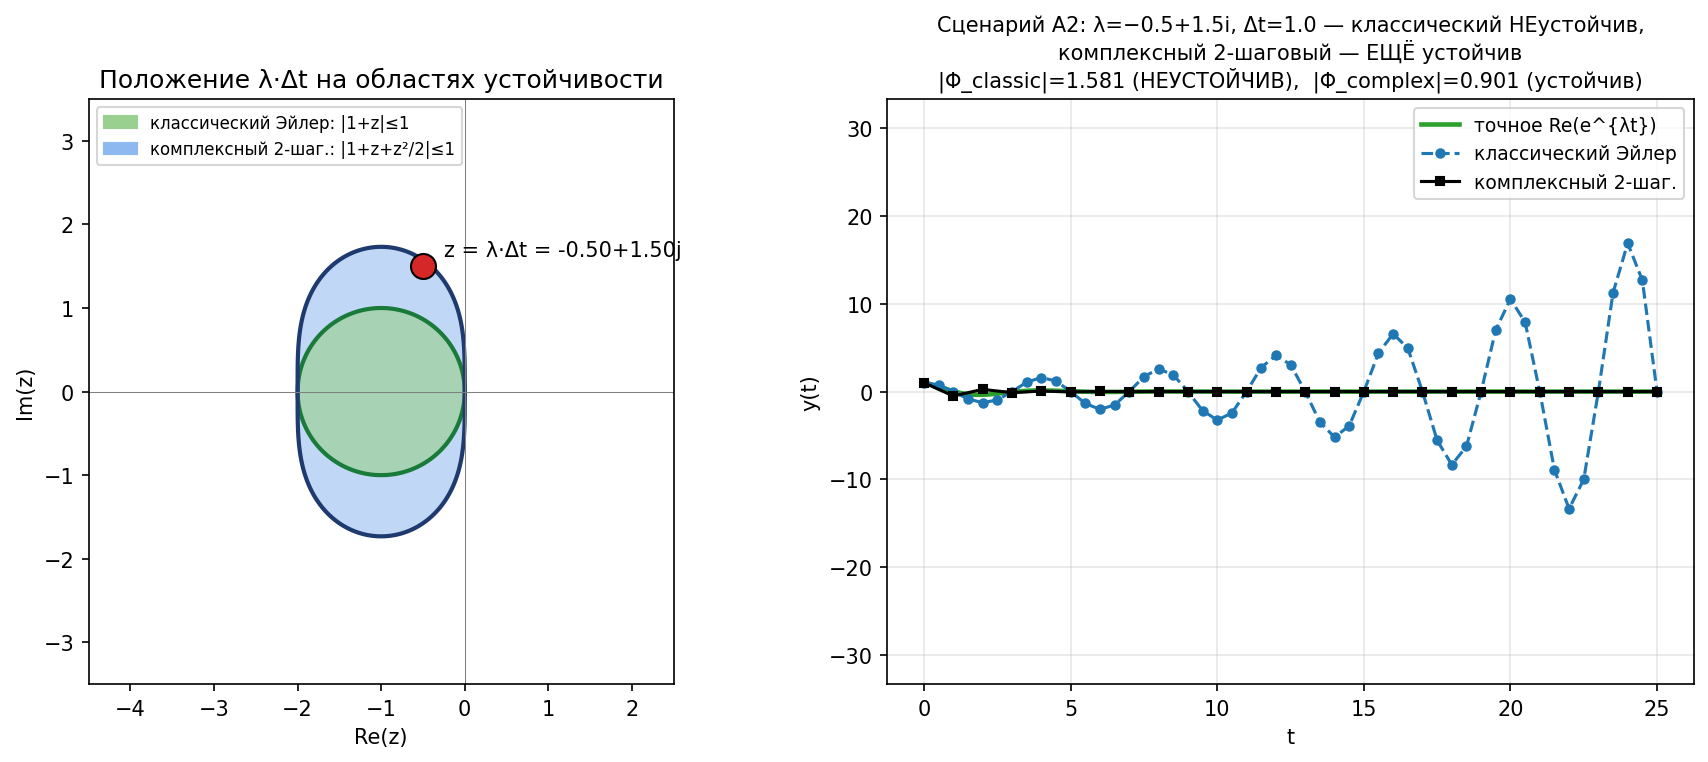 Положение λ·Δt на областях устойчивости
классический Эйлер: |1+z|≤1
комплексный 2-шаг.: |1+z+z²/2|≤1
z = λ·Δt = -0.50+1.50j
Im(z)
3
2
1
0
−1
−2
−3
−4 −3 −2 −1 0 1 2
Re(z)
Сценарий A2: λ=−0.5+1.5i, Δt=1.0 — классический НЕустойчив,
комплексный 2-шаговый — ЕЩЁ устойчив
|Φ_classic|=1.581 (НЕУСТОЙЧИВ), |Φ_complex|=0.901 (устойчив)
точное Re(e^{λt})
классический Эйлер
комплексный 2-шаг.
y(t)
30
20
10
0
−10
−20
−30
0 5 10 15 20 25
t